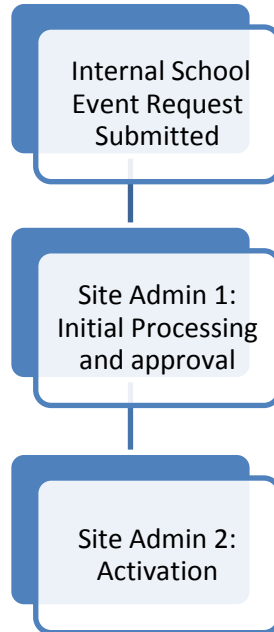 Internal School
Event Request
Submitted
Site Admin 1:
Initial Processing
and approval
Site Admin 2:
Activation